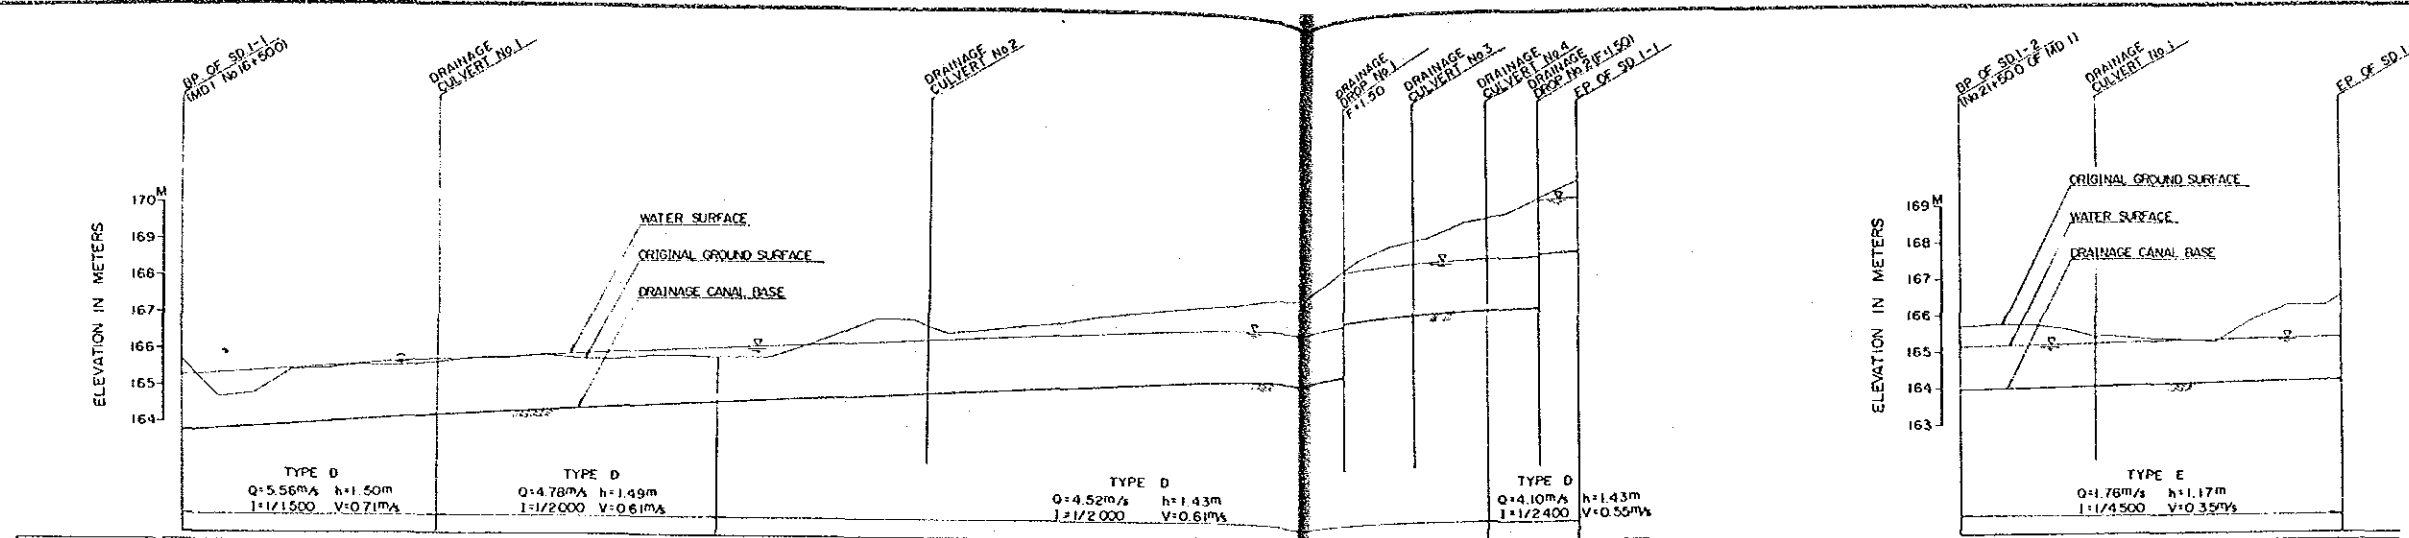 BP OF SD.1-1
(MD1 No16+500)
DRAINAGE
CULVERT No.1
DRAINAGE
CULVERT No.2
DRAINAGE
DROP No.1
F=1.50
DRAINAGE
CULVERT No.3
DRAINAGE
CULVERT No.4
DRAINAGE
DROP No.2 (F=1.50)
EP. OF SD.1-1
BP OF SD.1-2
(No21+500 OF MD 1)
DRAINAGE
CULVERT No.1
E.P. OF SD.1
ELEVATION IN METERS
M
170
169
168
167
166
165
164
WATER SURFACE
ORIGINAL GROUND SURFACE
DRAINAGE CANAL BASE
TYPE D
Q=5.56m/s h=1.50m
I=1/1500 V=0.71m/s
TYPE D
Q=4.78m/s h=1.49m
I=1/2000 V=0.61m/s
TYPE D
Q=4.52m/s h=1.43m
I=1/2000 V=0.61m/s
TYPE D
Q=4.10m/s h=1.43m
I=1/2400 V=0.55m/s
ELEVATION IN METERS
M
169
168
167
166
165
164
163
ORIGINAL GROUND SURFACE
WATER SURFACE
DRAINAGE CANAL BASE
TYPE E
Q=1.76m/s h=1.17m
I=1/4500 V=0.35m/s